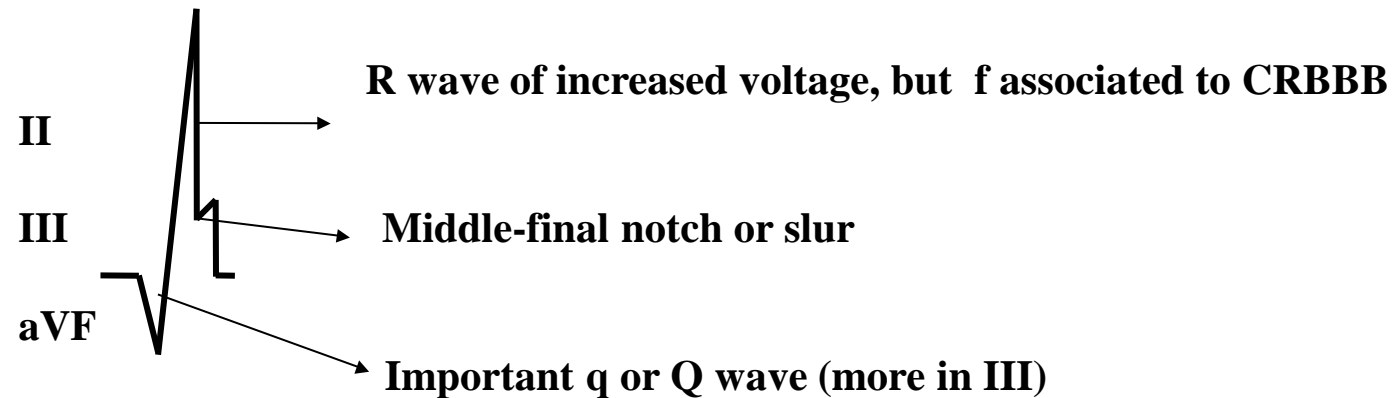 R wave of increased voltage, but f associated to CRBBB
II
III Middle-final notch or slur
aVF
Important q or Q wave (more in III)